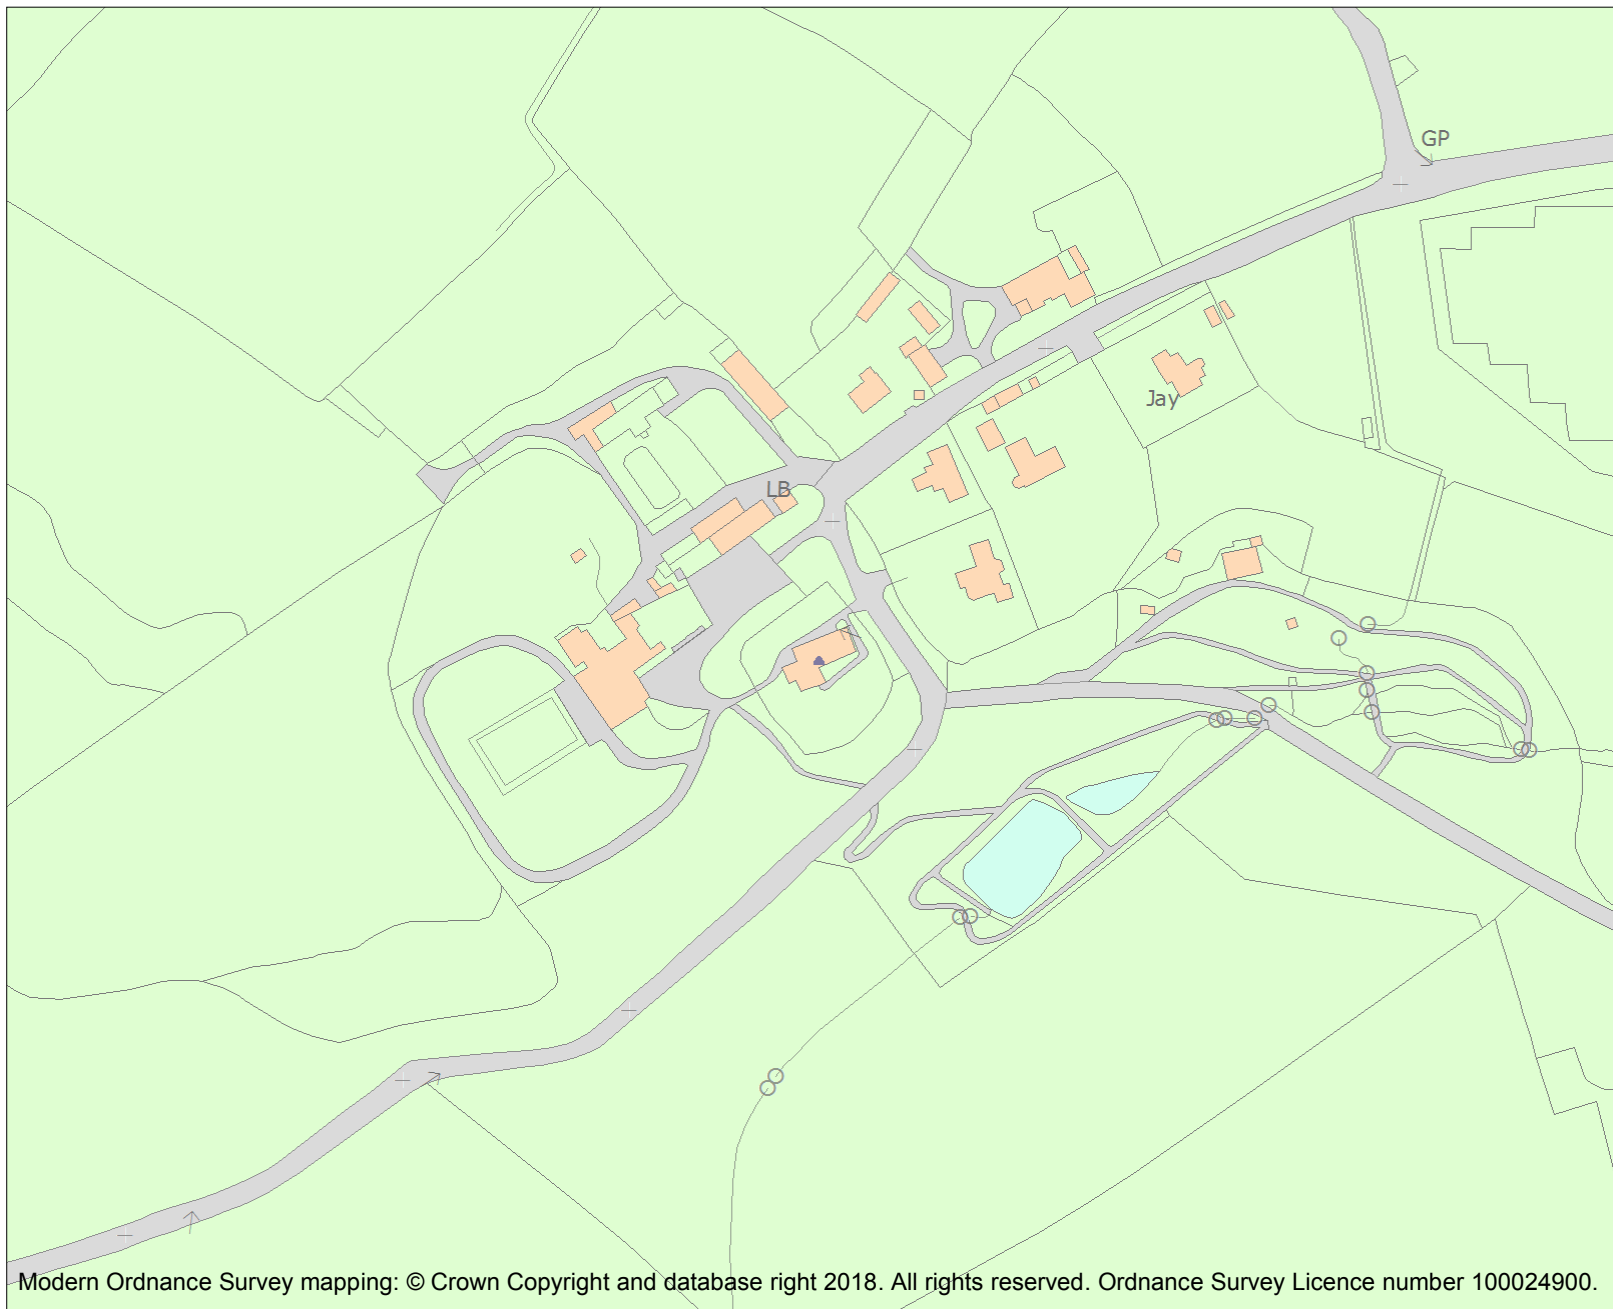 GP
Jay
LB
Modern Ordnance Survey mapping: © Crown Copyright and database right 2018. All rights reserved. Ordnance Survey Licence number 100024900.